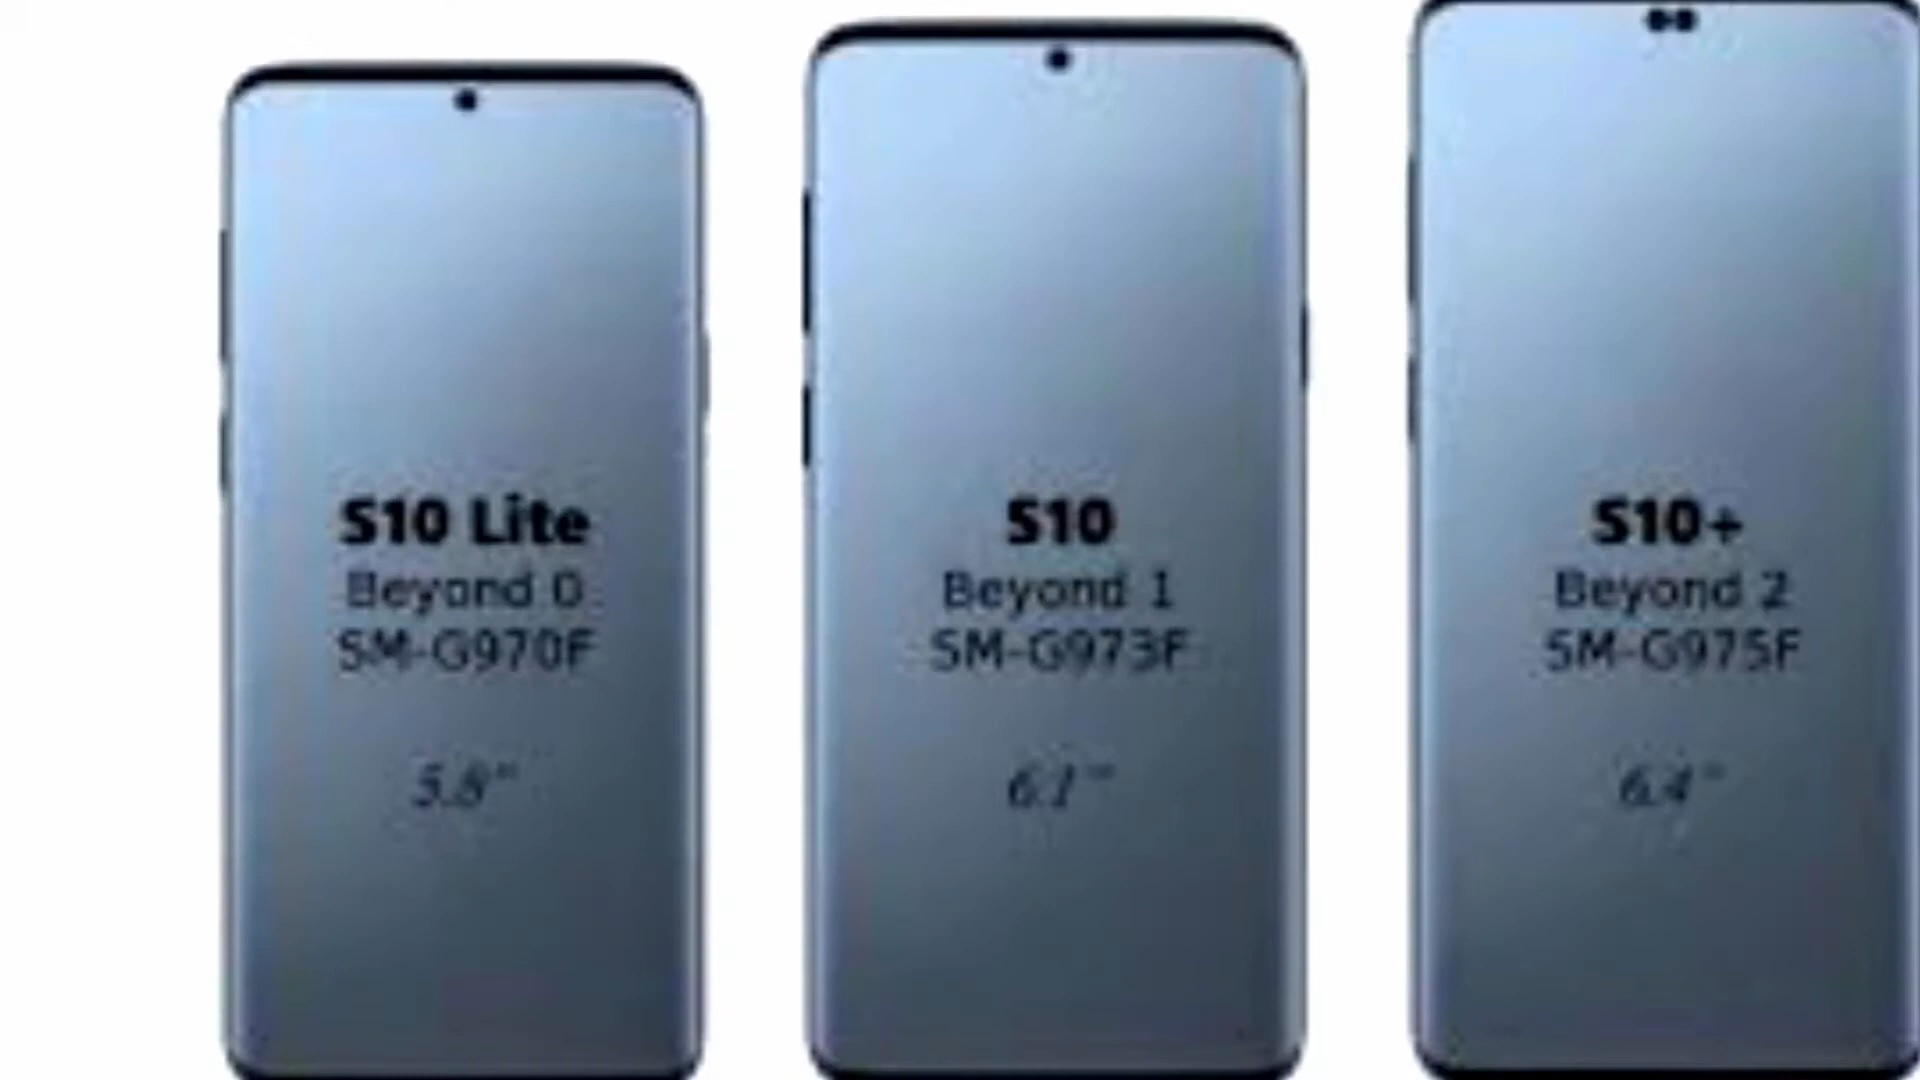 S10 Lite
Beyond 0
SM-G970F
5.8"
S10
Beyond 1
SM-G973F
6.1"
S10+
Beyond 2
SM-G975F
6.4"